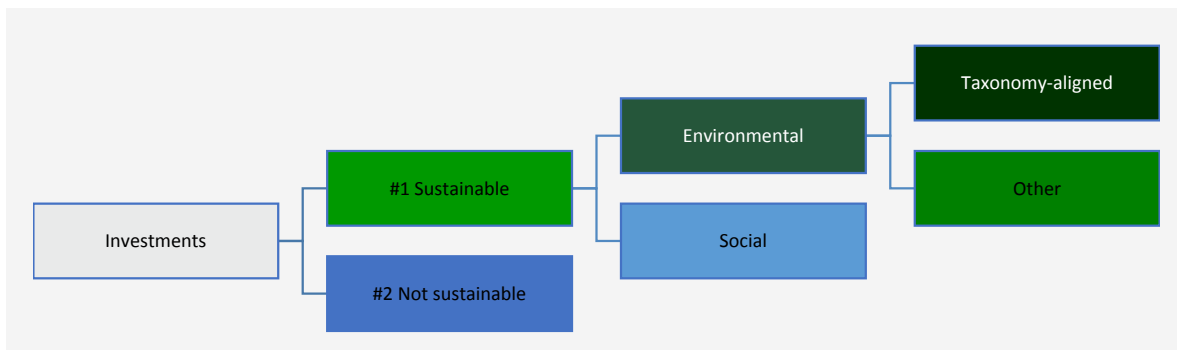 Taxonomy-aligned
Environmental
#1 Sustainable
Other
Investments
Social
#2 Not sustainable